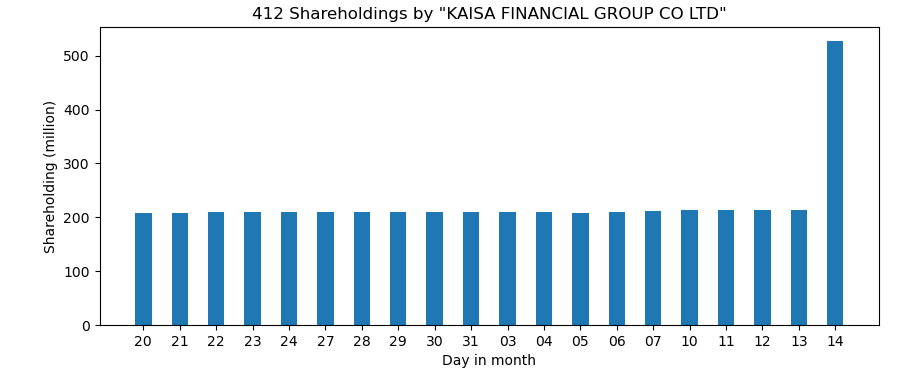 412 Shareholdings by "KAISA FINANCIAL GROUP CO LTD"
Shareholding (million)
500
400
300
200
100
0
20 21 22 23 24 27 28 29 30 31 03 04 05 06 07 10 11 12 13 14
Day in month